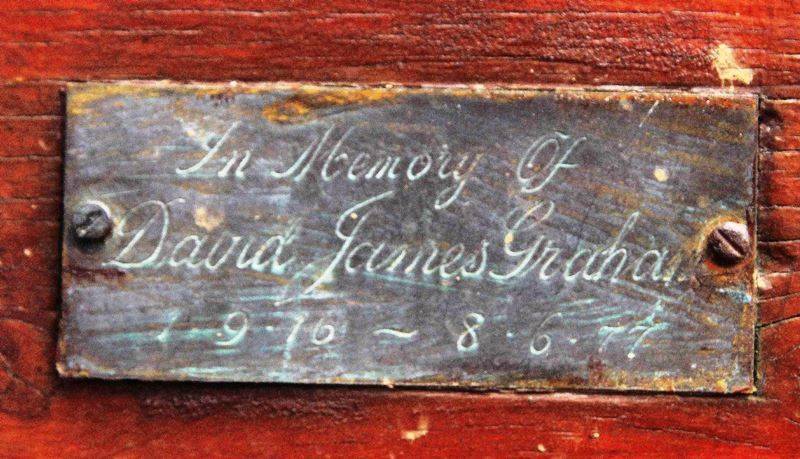 In Memory Of
David James Graham
1-9-16 ~ 8.6.77